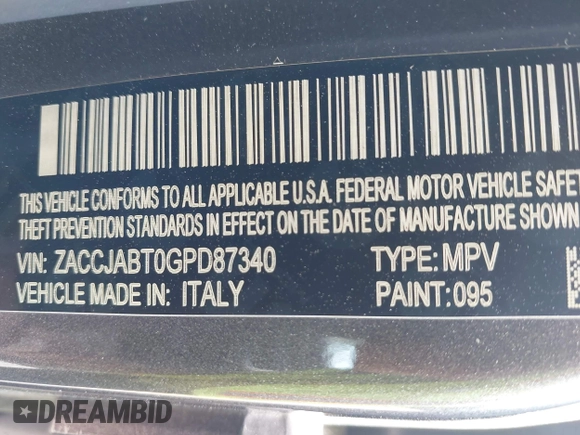 THIS VEHICLE CONFORMS TO ALL APPLICABLE U.S.A. FEDERAL MOTOR VEHICLE SAFETY
THEFT PREVENTION STANDARDS IN EFFECT ON THE DATE OF MANUFACTURE SHOWN
VIN: ZACCJABT0GPD87340 TYPE: MPV
VEHICLE MADE IN: ITALY PAINT: 095
DREAMBID